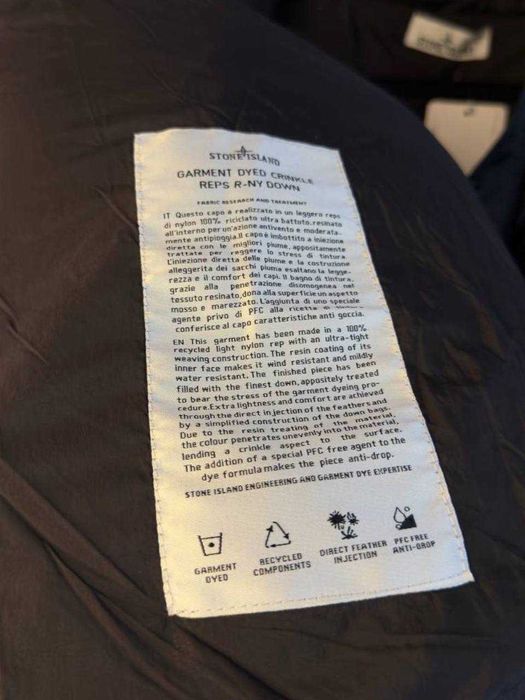 STONE ISLAND
GARMENT DYED CRINKLE
REPS R-NY DOWN
FABRIC RESEARCH AND TREATMENT
IT Questo capo è realizzato in un leggero reps
di nylon 100% riciclato ultra battuto, resinato
all'interno per un'azione antivento e moderata-
mente antipioggia. Il capo è imbottito a iniezione
diretta con le migliori piume, appositamente
trattate per reggere lo stress di tintura.
L'iniezione diretta delle piume e la costruzione
alleggerita dei sacchi piuma esaltano la legge-
rezza e il comfort dei capi. Il bagno di tintura,
grazie alla penetrazione disomogenea nel
tessuto resinato, dona alla superficie un aspetto
mosso e marezzato. L'aggiunta di uno speciale
agente privo di PFC alla ricetta di tintura
conferisce al capo caratteristiche anti goccia.
EN This garment has been made in a 100%
recycled light nylon rep with an ultra-tight
weaving construction. The resin coating of its
inner face makes it wind resistant and mildly
water resistant. The finished piece has been
filled with the finest down, appositely treated
to bear the stress of the garment dyeing pro-
cedure. Extra lightness and comfort are achieved
through the direct injection of the feathers and
by a simplified construction of the down bags.
Due to the resin treating of the material,
the colour penetrates unevenly into the material,
lending a crinkle aspect to the surface.
The addition of a special PFC free agent to the
dye formula makes the piece anti-drop.
STONE ISLAND ENGINEERING AND GARMENT DYE EXPERTISE
GARMENT
DYED
RECYCLED
COMPONENTS
DIRECT FEATHER
INJECTION
PFC FREE
ANTI-DROP